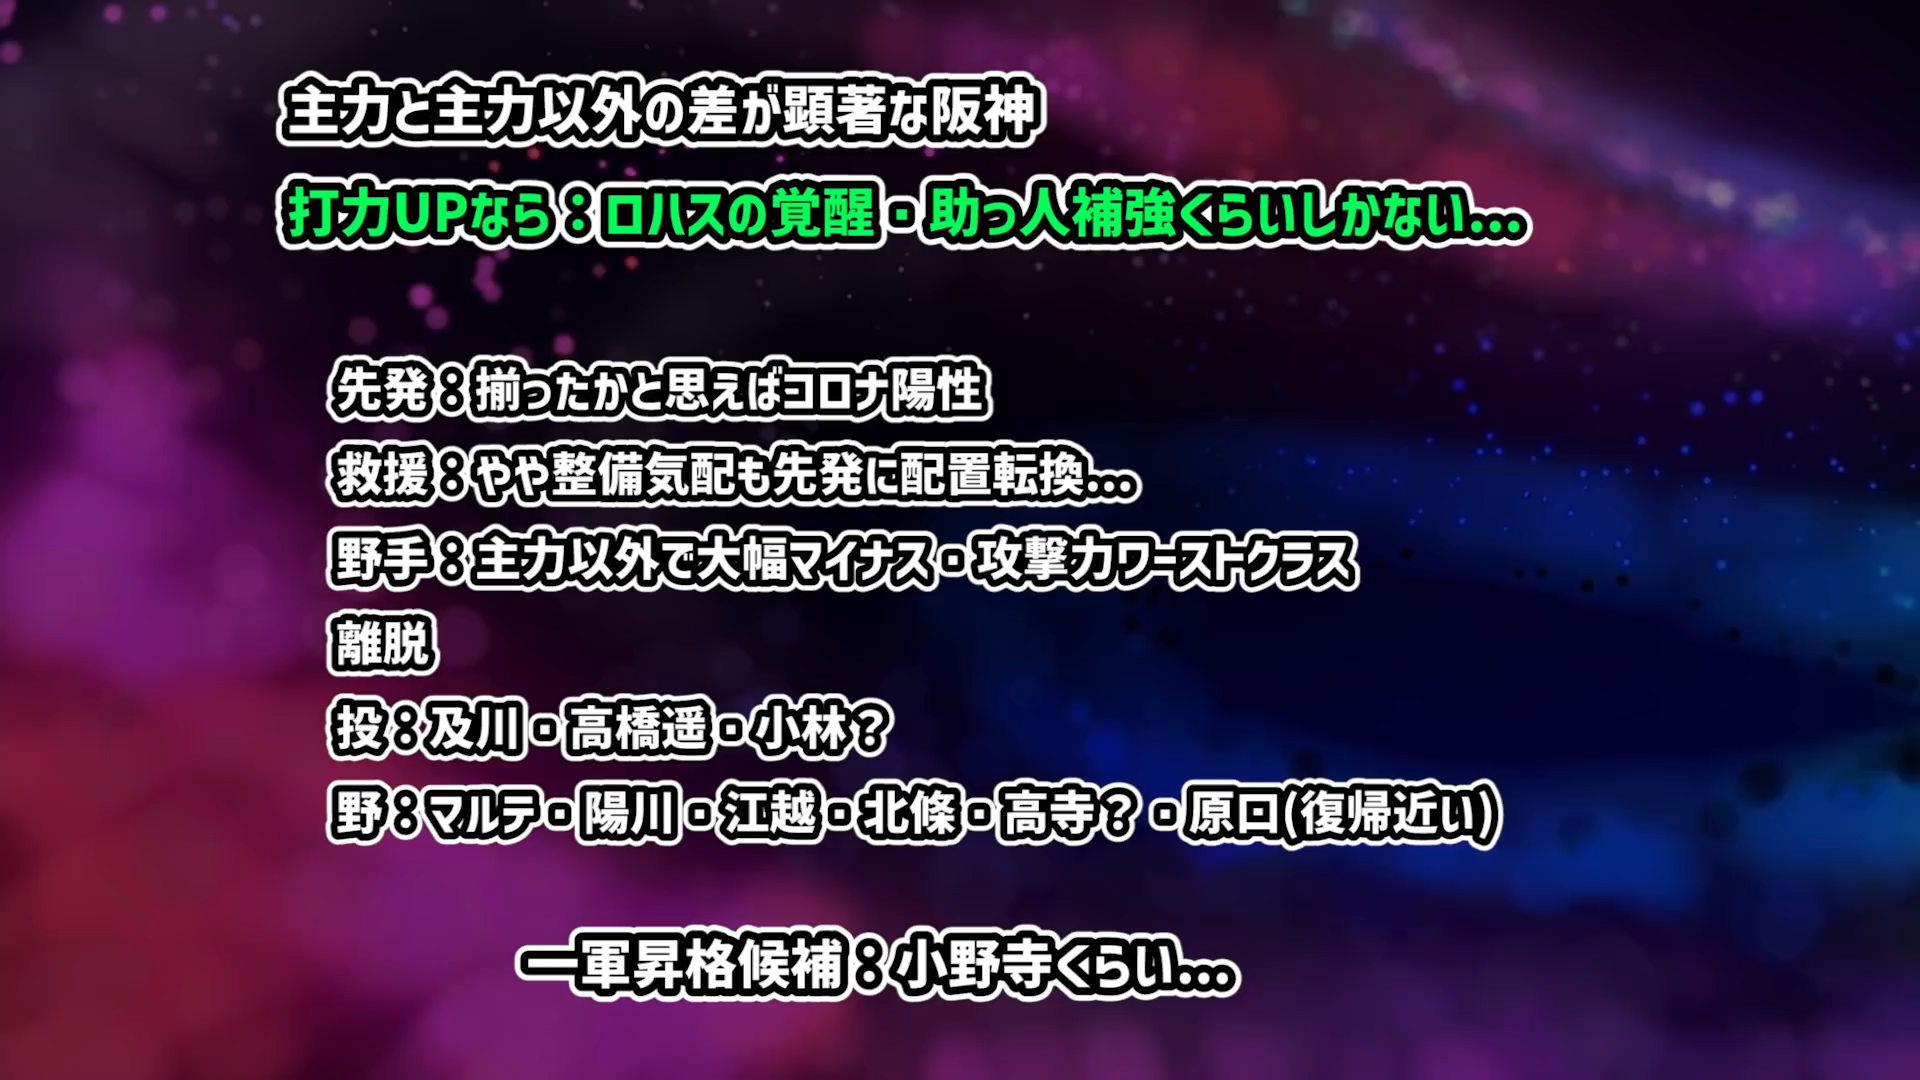 主力と主力以外の差が顕著な阪神
打力UPなら：ロハスの覚醒・助っ人補強くらいしかない...
先発：揃ったかと思えばコロナ陽性
救援：やや整備気配も先発に配置転換...
野手：主力以外で大幅マイナス・攻撃力ワーストクラス
離脱
投：及川・高橋遥・小林？
野：マルテ・陽川・江越・北條・高寺？・原口(復帰近い)
一軍昇格候補：小野寺くらい...